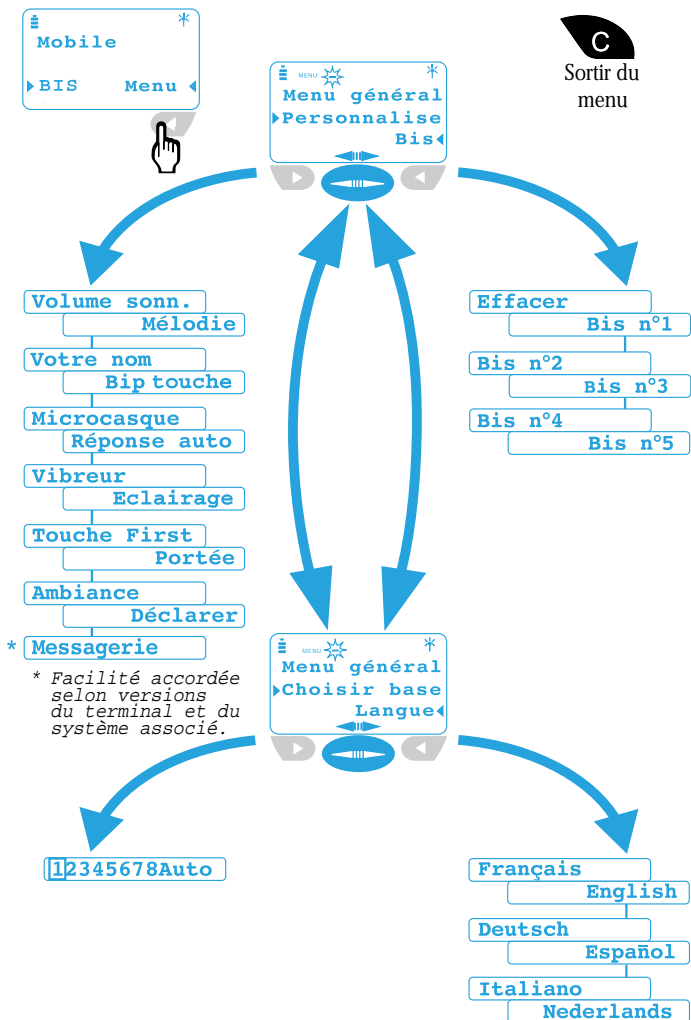 Mobile
BIS Menu
C
Sortir du
menu
MENU
Menu général
Personnalise
Bis
Volume sonn.
Mélodie
Votre nom
Bip touche
Microcasque
Réponse auto
Vibreur
Eclairage
Touche First
Portée
Ambiance
Déclarer
* Messagerie
* Facilité accordée
selon versions
du terminal et du
système associé.
Effacer
Bis n°1
Bis n°2
Bis n°3
Bis n°4
Bis n°5
MENU
Menu général
Choisir base
Langue
12345678Auto
Français
English
Deutsch
Español
Italiano
Nederlands